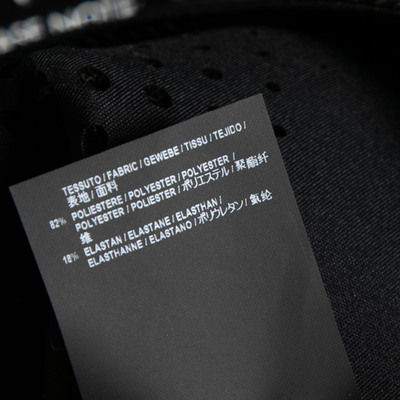 TESSUTO / FABRIC / GEWEBE / TISSU / TEJIDO /
表地 / 面料
82% POLIESTERE / POLYESTER / POLYESTER /
POLYESTER / POLIESTER / ポリエステル / 聚酯纤
维
18% ELASTAN / ELASTANE / ELASTHAN /
ELASTHANNE / ELASTANO / ポリウレタン / 氨纶